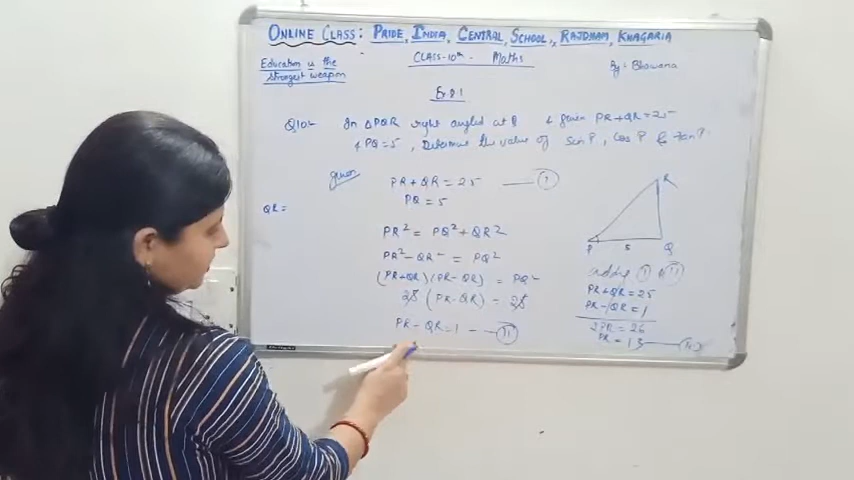 ONLINE CLASS: PRIDE, INDIA, CENTRAL SCHOOL, RAJDHAM, KHAGARIA
Education is the
strongest weapon
CLASS-10th - Maths
By:- Bhawana
Ex 8.1
Q10:- In △PQR right angled at Q & given PR+QR=25
& PQ=5, Determine the value of Sin P, Cos P & tan P
given
PR+QR=25 —— (I)
PQ=5
QR=
PR²=PQ²+QR²
PR²-QR²=PQ²
(PR+QR)(PR-QR)=PQ²
25(PR-QR)=25
PR-QR=1 —— (II)
R
P 5 Q
adding (I) & (II)
PR+QR=25
PR-QR=1
2PR=26
PR=13 ——